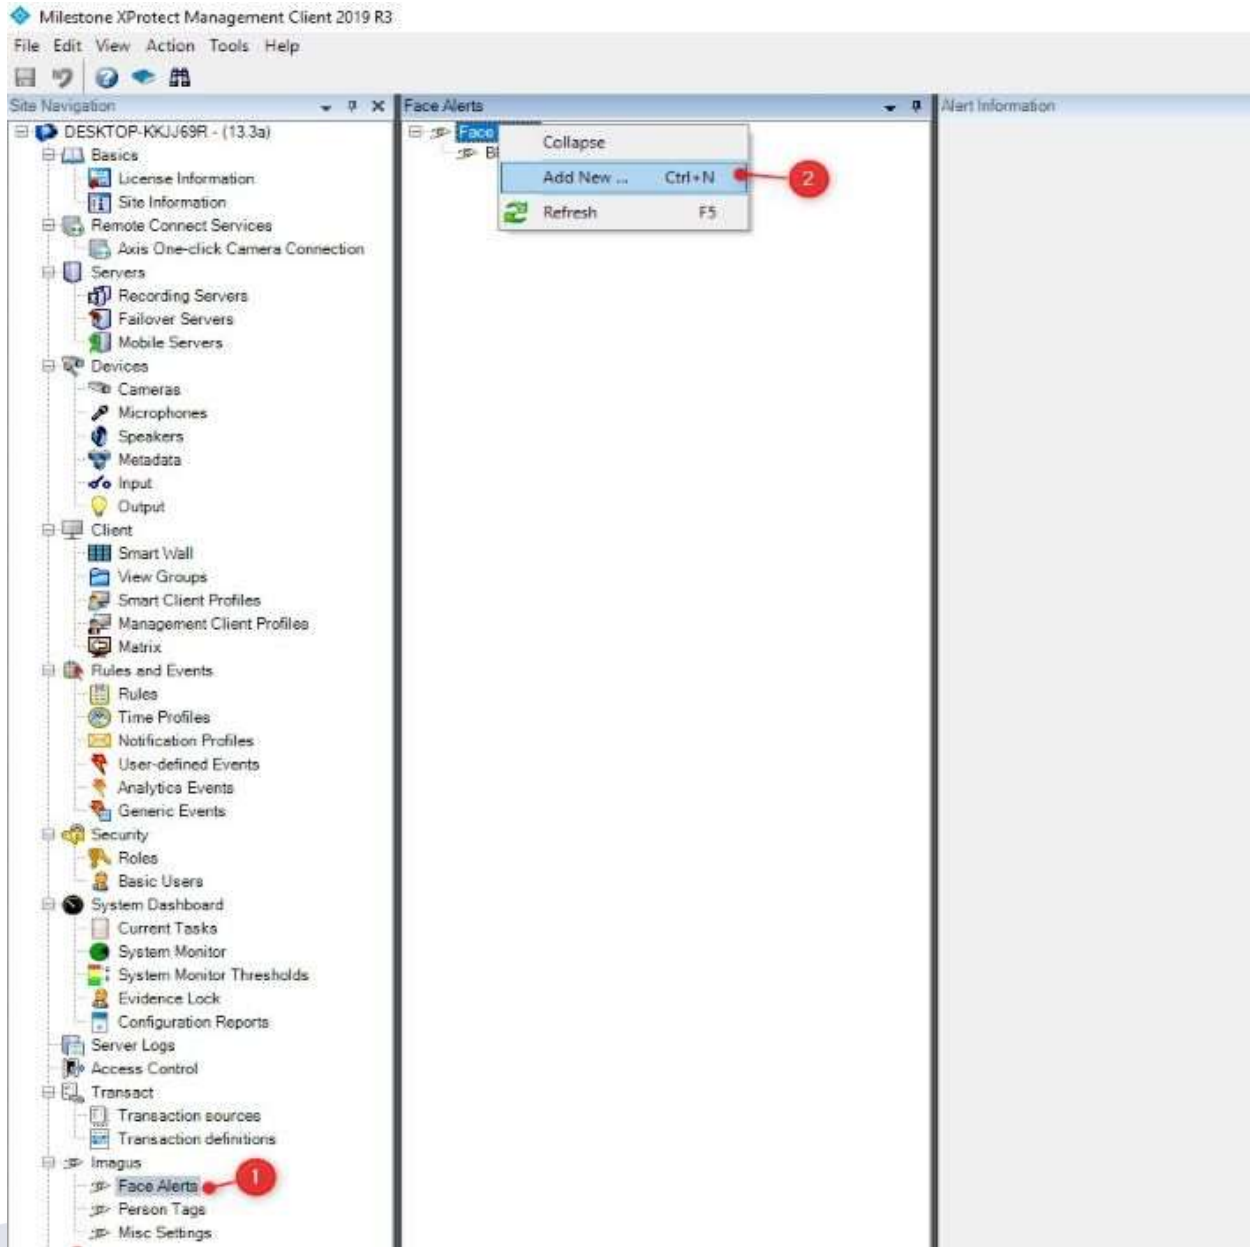 Milestone XProtect Management Client 2019 R3
File Edit View Action Tools Help
Site Navigation
DESKTOP-KKJJ69R - (13.3a)
Basics
License Information
Site Information
Remote Connect Services
Axis One-click Camera Connection
Servers
Recording Servers
Failover Servers
Mobile Servers
Devices
Cameras
Microphones
Speakers
Metadata
Input
Output
Client
Smart Wall
View Groups
Smart Client Profiles
Management Client Profiles
Matrix
Rules and Events
Rules
Time Profiles
Notification Profiles
User-defined Events
Analytics Events
Generic Events
Security
Roles
Basic Users
System Dashboard
Current Tasks
System Monitor
System Monitor Thresholds
Evidence Lock
Configuration Reports
Server Logs
Access Control
Transact
Transaction sources
Transaction definitions
Imagus
Face Alerts
1
Person Tags
Misc Settings
Face Alerts
Face
Collapse
Add New ... Ctrl+N
2
Refresh F5
Alert Information